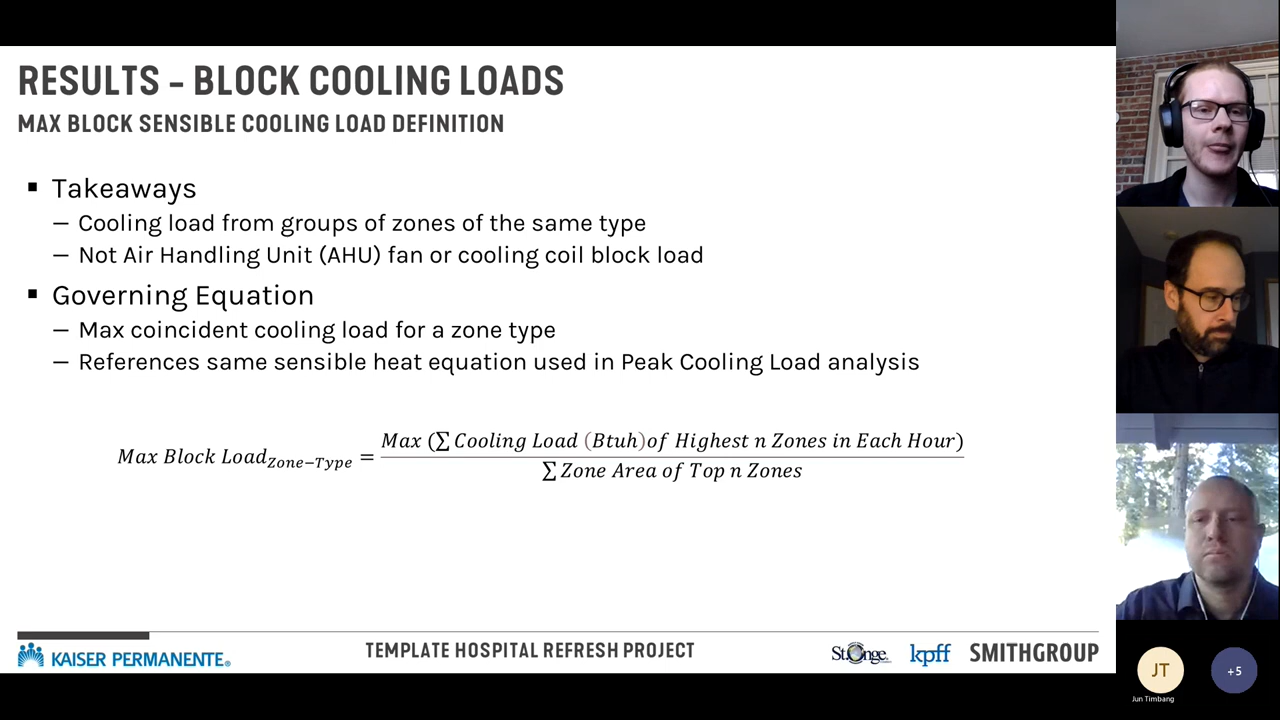 RESULTS – BLOCK COOLING LOADS
MAX BLOCK SENSIBLE COOLING LOAD DEFINITION
▪ Takeaways
– Cooling load from groups of zones of the same type
– Not Air Handling Unit (AHU) fan or cooling coil block load
▪ Governing Equation
– Max coincident cooling load for a zone type
– References same sensible heat equation used in Peak Cooling Load analysis
Max Block Load_{Zone−Type} = Max (∑ Cooling Load (Btuh)of Highest n Zones in Each Hour)
∑ Zone Area of Top n Zones
KAISER PERMANENTE®
TEMPLATE HOSPITAL REFRESH PROJECT
St.Onge
kpff
SMITHGROUP
JT
+5
Jun Timbang